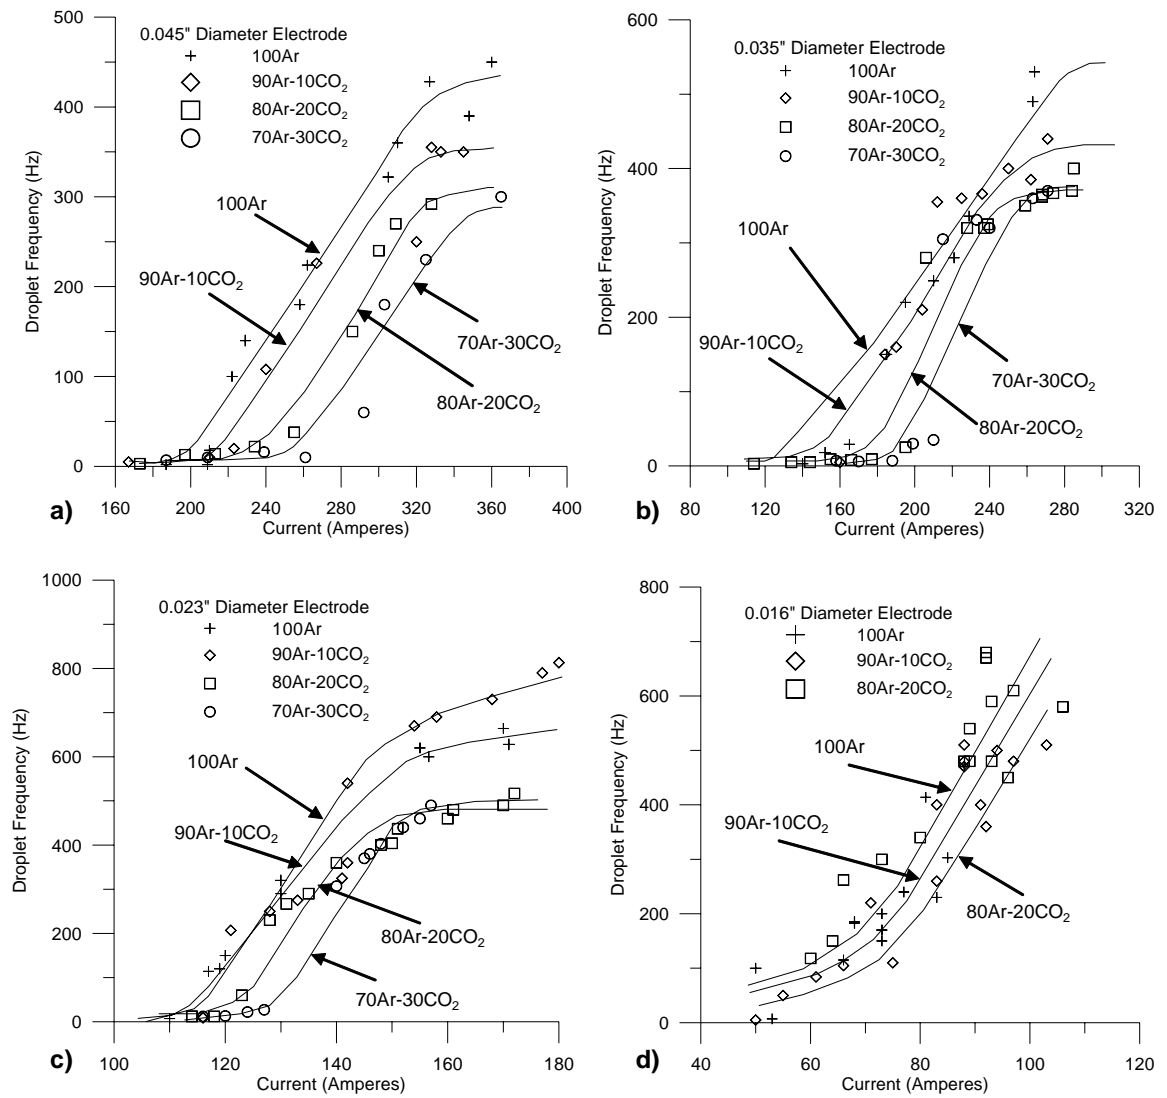 0.045" Diameter Electrode
100Ar
90Ar-10CO2
80Ar-20CO2
70Ar-30CO2
500
400
300
200
100
0
Droplet Frequency (Hz)
100Ar
90Ar-10CO2
70Ar-30CO2
80Ar-20CO2
160 200 240 280 320 360 400
Current (Amperes)
a)
0.035" Diameter Electrode
100Ar
90Ar-10CO2
80Ar-20CO2
70Ar-30CO2
600
400
200
0
Droplet Frequency (Hz)
100Ar
90Ar-10CO2
70Ar-30CO2
80Ar-20CO2
80 120 160 200 240 280 320
Current (Amperes)
b)
0.023" Diameter Electrode
100Ar
90Ar-10CO2
80Ar-20CO2
70Ar-30CO2
1000
800
600
400
200
0
Droplet Frequency (Hz)
100Ar
90Ar-10CO2
80Ar-20CO2
70Ar-30CO2
100 120 140 160 180
Current (Amperes)
c)
0.016" Diameter Electrode
100Ar
90Ar-10CO2
80Ar-20CO2
800
600
400
200
0
Droplet Frequency (Hz)
100Ar
90Ar-10CO2
80Ar-20CO2
40 60 80 100 120
Current (Amperes)
d)